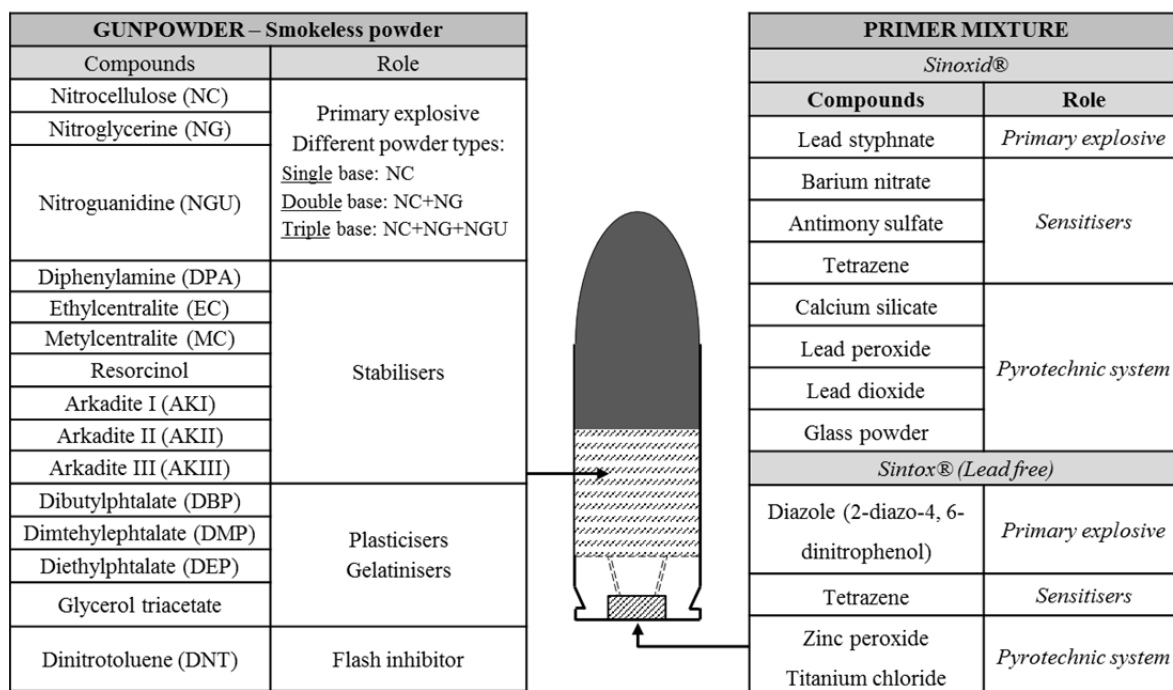 GUNPOWDER – Smokeless powder
Compounds Role
Nitrocellulose (NC)
Nitroglycerine (NG)
Nitroguanidine (NGU)
Primary explosive
Different powder types:
Single base: NC
Double base: NC+NG
Triple base: NC+NG+NGU
Diphenylamine (DPA)
Ethylcentralite (EC)
Metylcentralite (MC)
Resorcinol
Arkadite I (AKI)
Arkadite II (AKII)
Arkadite III (AKIII)
Stabilisers
Dibutylphtalate (DBP)
Dimtehylephtalate (DMP)
Diethylphtalate (DEP)
Glycerol triacetate
Plasticisers
Gelatinisers
Dinitrotoluene (DNT)
Flash inhibitor
PRIMER MIXTURE
Sinoxid®
Compounds Role
Lead styphnate
Primary explosive
Barium nitrate
Antimony sulfate
Tetrazene
Sensitisers
Calcium silicate
Lead peroxide
Lead dioxide
Glass powder
Pyrotechnic system
Sintox® (Lead free)
Diazole (2-diazo-4, 6-
dinitrophenol)
Primary explosive
Tetrazene
Sensitisers
Zinc peroxide
Titanium chloride
Pyrotechnic system